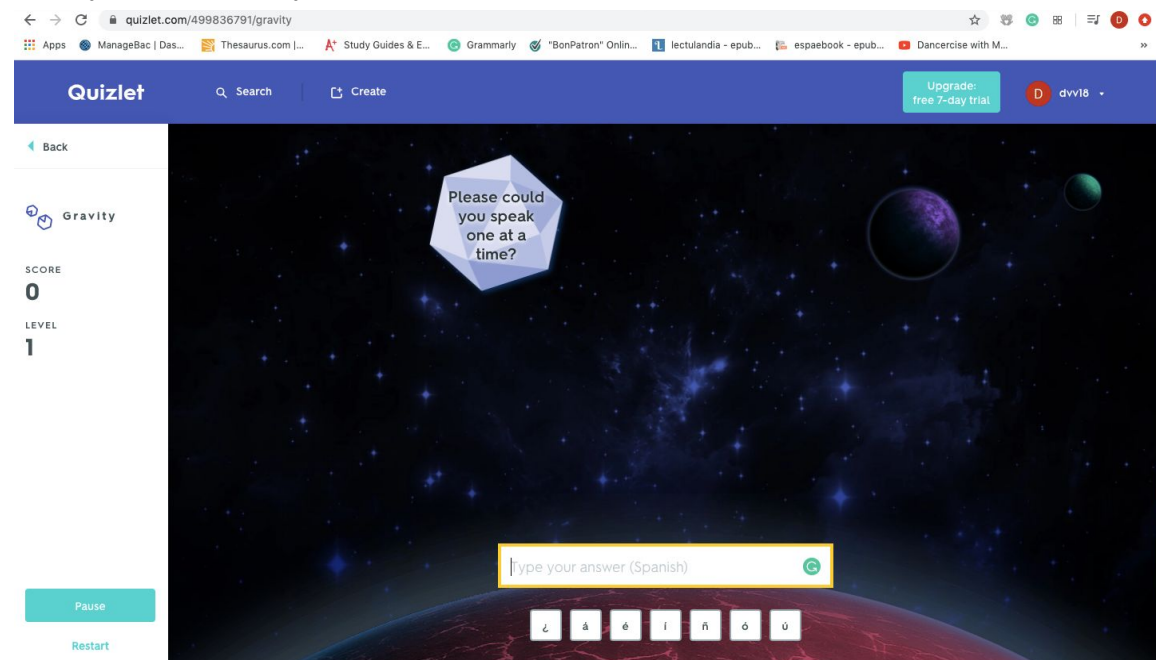 quizlet.com/499836791/gravity
Apps ManageBac | Das... Thesaurus.com |... Study Guides & E... Grammarly "BonPatron" Onlin... lectulandia - epub... espaebook - epub... Dancercise with M... »
Quizlet Search Create Upgrade: D dvv18
free 7-day trial
Back
Gravity
SCORE
0
LEVEL
1
Please could
you speak
one at a
time?
Type your answer (Spanish)
¿ á é í ñ ó ú
Pause
Restart